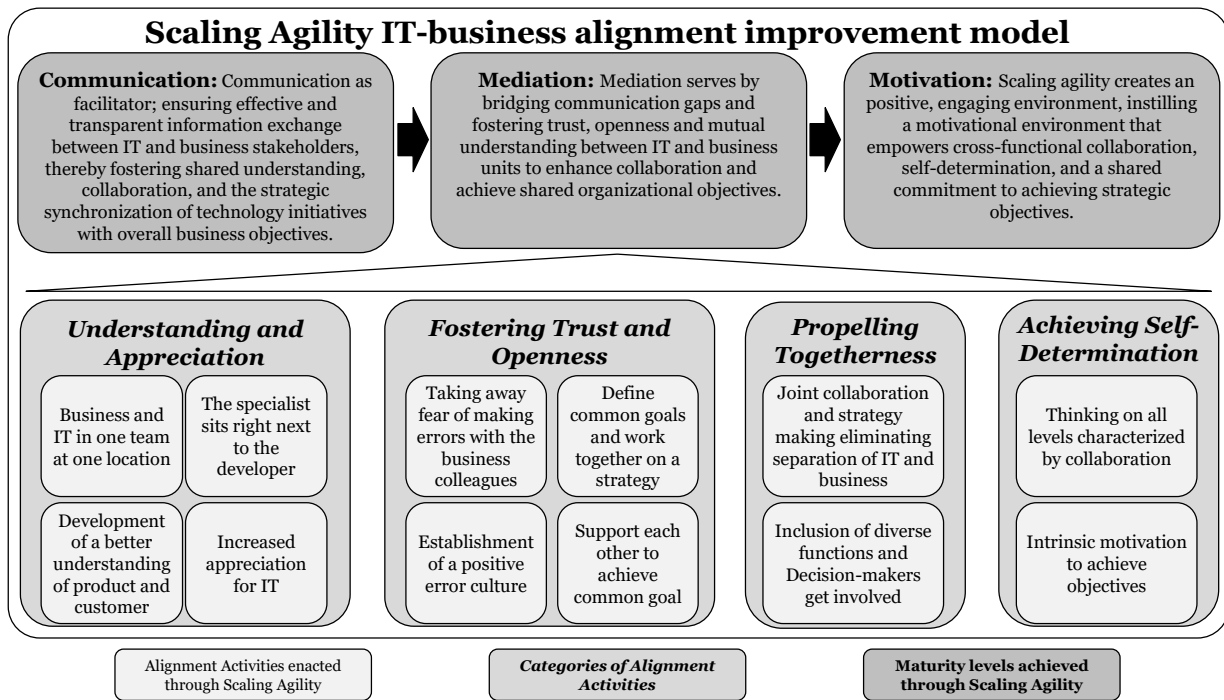 Scaling Agility IT-business alignment improvement model
Communication: Communication as
facilitator; ensuring effective and
transparent information exchange
between IT and business stakeholders,
thereby fostering shared understanding,
collaboration, and the strategic
synchronization of technology initiatives
with overall business objectives.
Mediation: Mediation serves by
bridging communication gaps and
fostering trust, openness and mutual
understanding between IT and business
units to enhance collaboration and
achieve shared organizational objectives.
Motivation: Scaling agility creates an
positive, engaging environment, instilling
a motivational environment that
empowers cross-functional collaboration,
self-determination, and a shared
commitment to achieving strategic
objectives.
Understanding and
Appreciation
Business and
IT in one team
at one location
The specialist
sits right next
to the
developer
Development
of a better
understanding
of product and
customer
Increased
appreciation
for IT
Fostering Trust and
Openness
Taking away
fear of making
errors with the
business
colleagues
Define
common goals
and work
together on a
strategy
Establishment
of a positive
error culture
Support each
other to
achieve
common goal
Propelling
Togetherness
Joint collaboration
and strategy
making eliminating
separation of IT and
business
Inclusion of diverse
functions and
Decision-makers
get involved
Achieving Self-
Determination
Thinking on all
levels characterized
by collaboration
Intrinsic motivation
to achieve
objectives
Alignment Activities enacted
through Scaling Agility
Categories of Alignment
Activities
Maturity levels achieved
through Scaling Agility